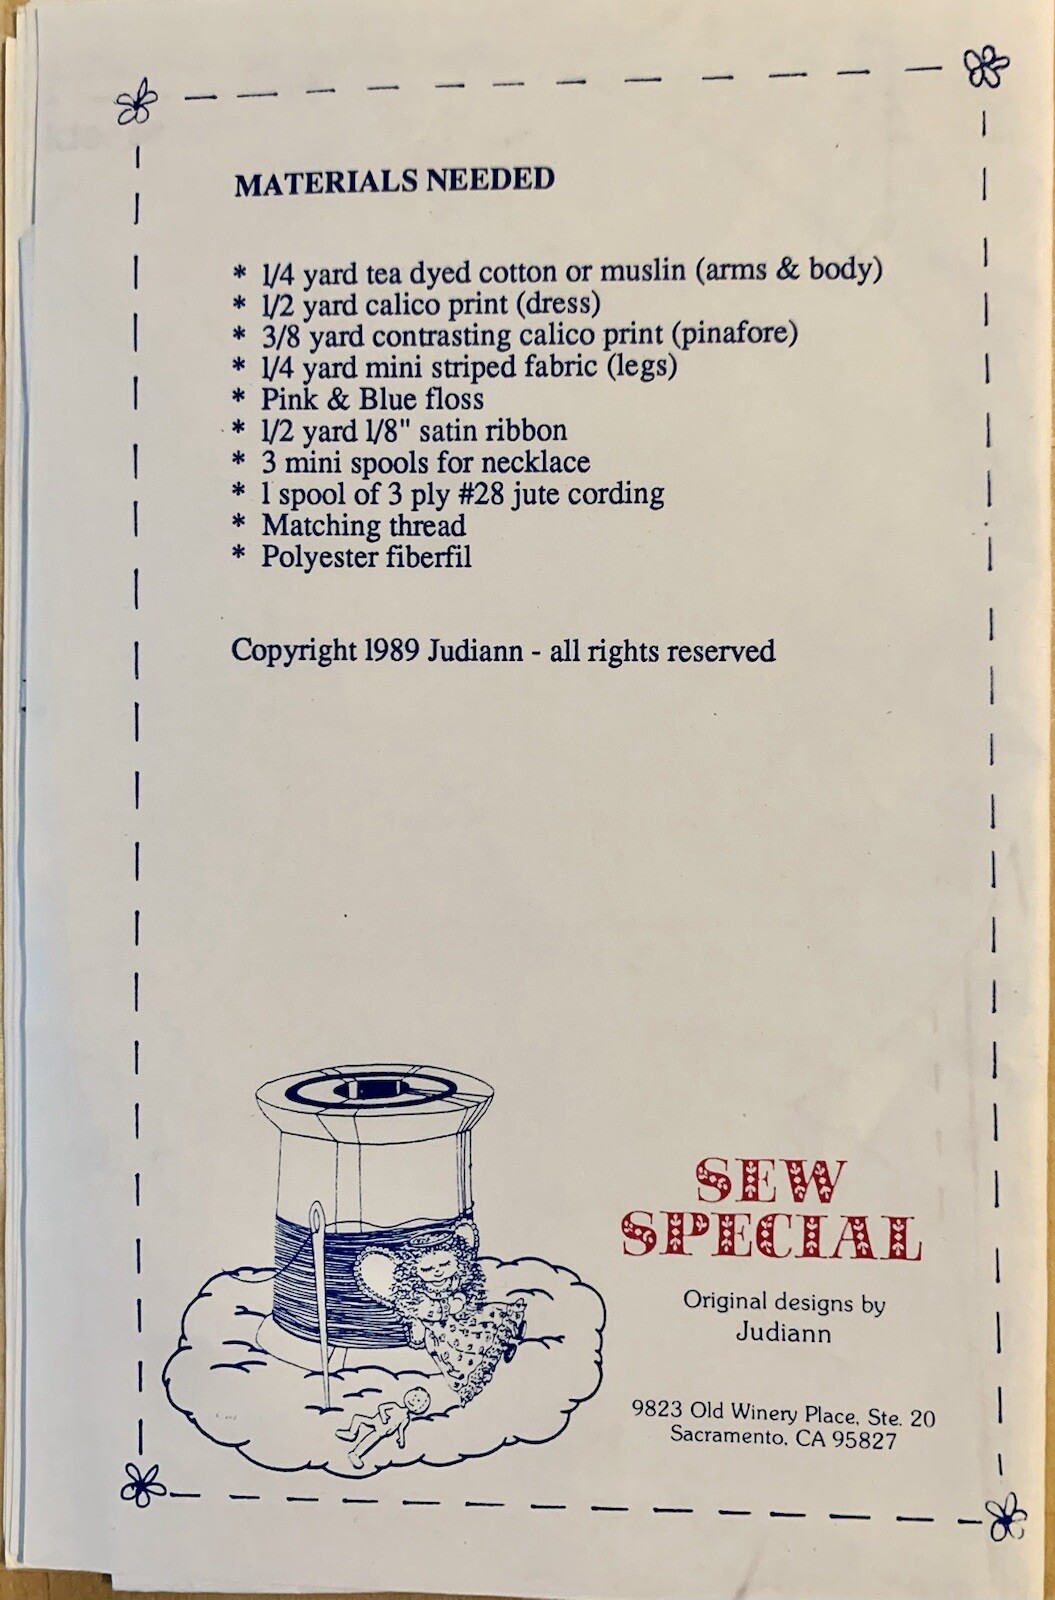 MATERIALS NEEDED
* 1/4 yard tea dyed cotton or muslin (arms & body)
* 1/2 yard calico print (dress)
* 3/8 yard contrasting calico print (pinafore)
* 1/4 yard mini striped fabric (legs)
* Pink & Blue floss
* 1/2 yard 1/8" satin ribbon
* 3 mini spools for necklace
* 1 spool of 3 ply #28 jute cording
* Matching thread
* Polyester fiberfil
Copyright 1989 Judiann - all rights reserved
SEW
SPECIAL
Original designs by
Judiann
9823 Old Winery Place, Ste. 20
Sacramento, CA 95827